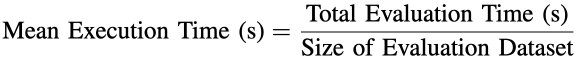 Mean Execution Time (s) = Total Evaluation Time (s)
Size of Evaluation Dataset